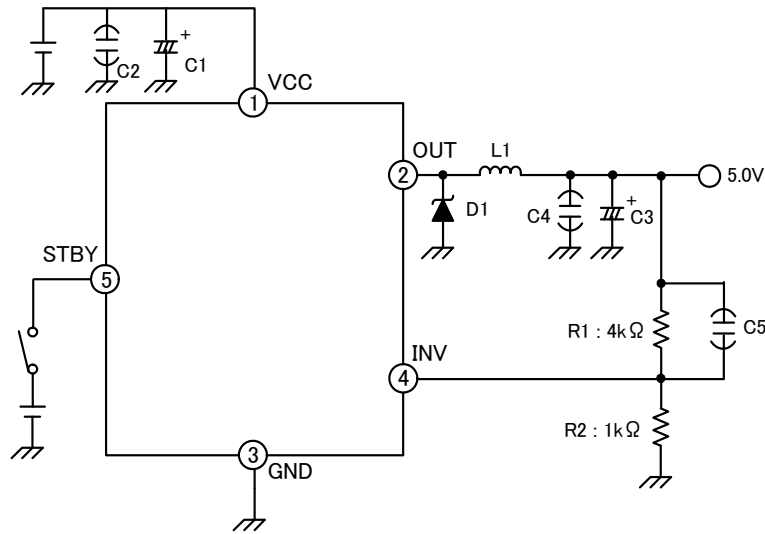 C2
+
C1
VCC
1
OUT
2
L1
5.0V
D1
C4
+
C3
STBY
5
R1 : 4kΩ
C5
INV
4
R2 : 1kΩ
3
GND